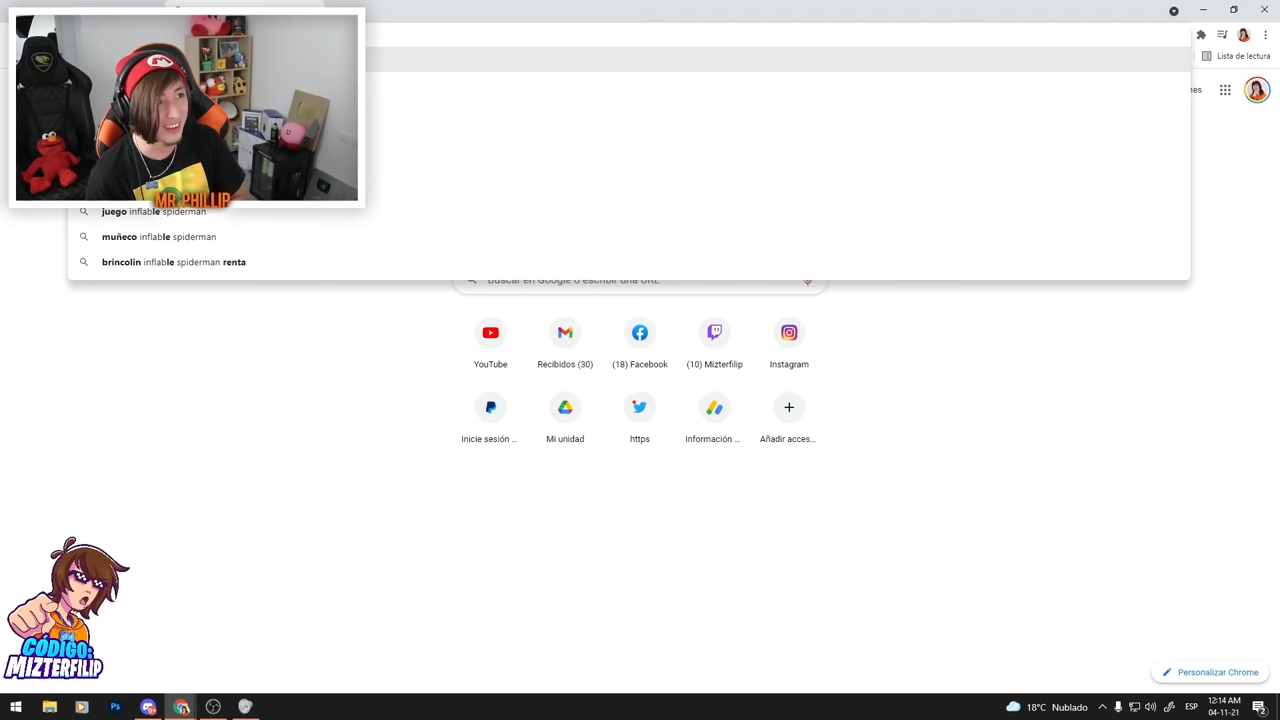 Lista de lectura
MR. PHILLIP
juego inflable spiderman
muñeco inflable spiderman
brincolin inflable spiderman renta
Buscar en Google o escribir una URL
YouTube
Recibidos (30)
(18) Facebook
(10) Mizterfilip
Instagram
Inicie sesión ...
Mi unidad
https
Información ...
Añadir acces...
CÓDIGO:
MIZTERFILIP
Personalizar Chrome
Ps
18°C Nublado
ESP
12:14 AM
04-11-21
2